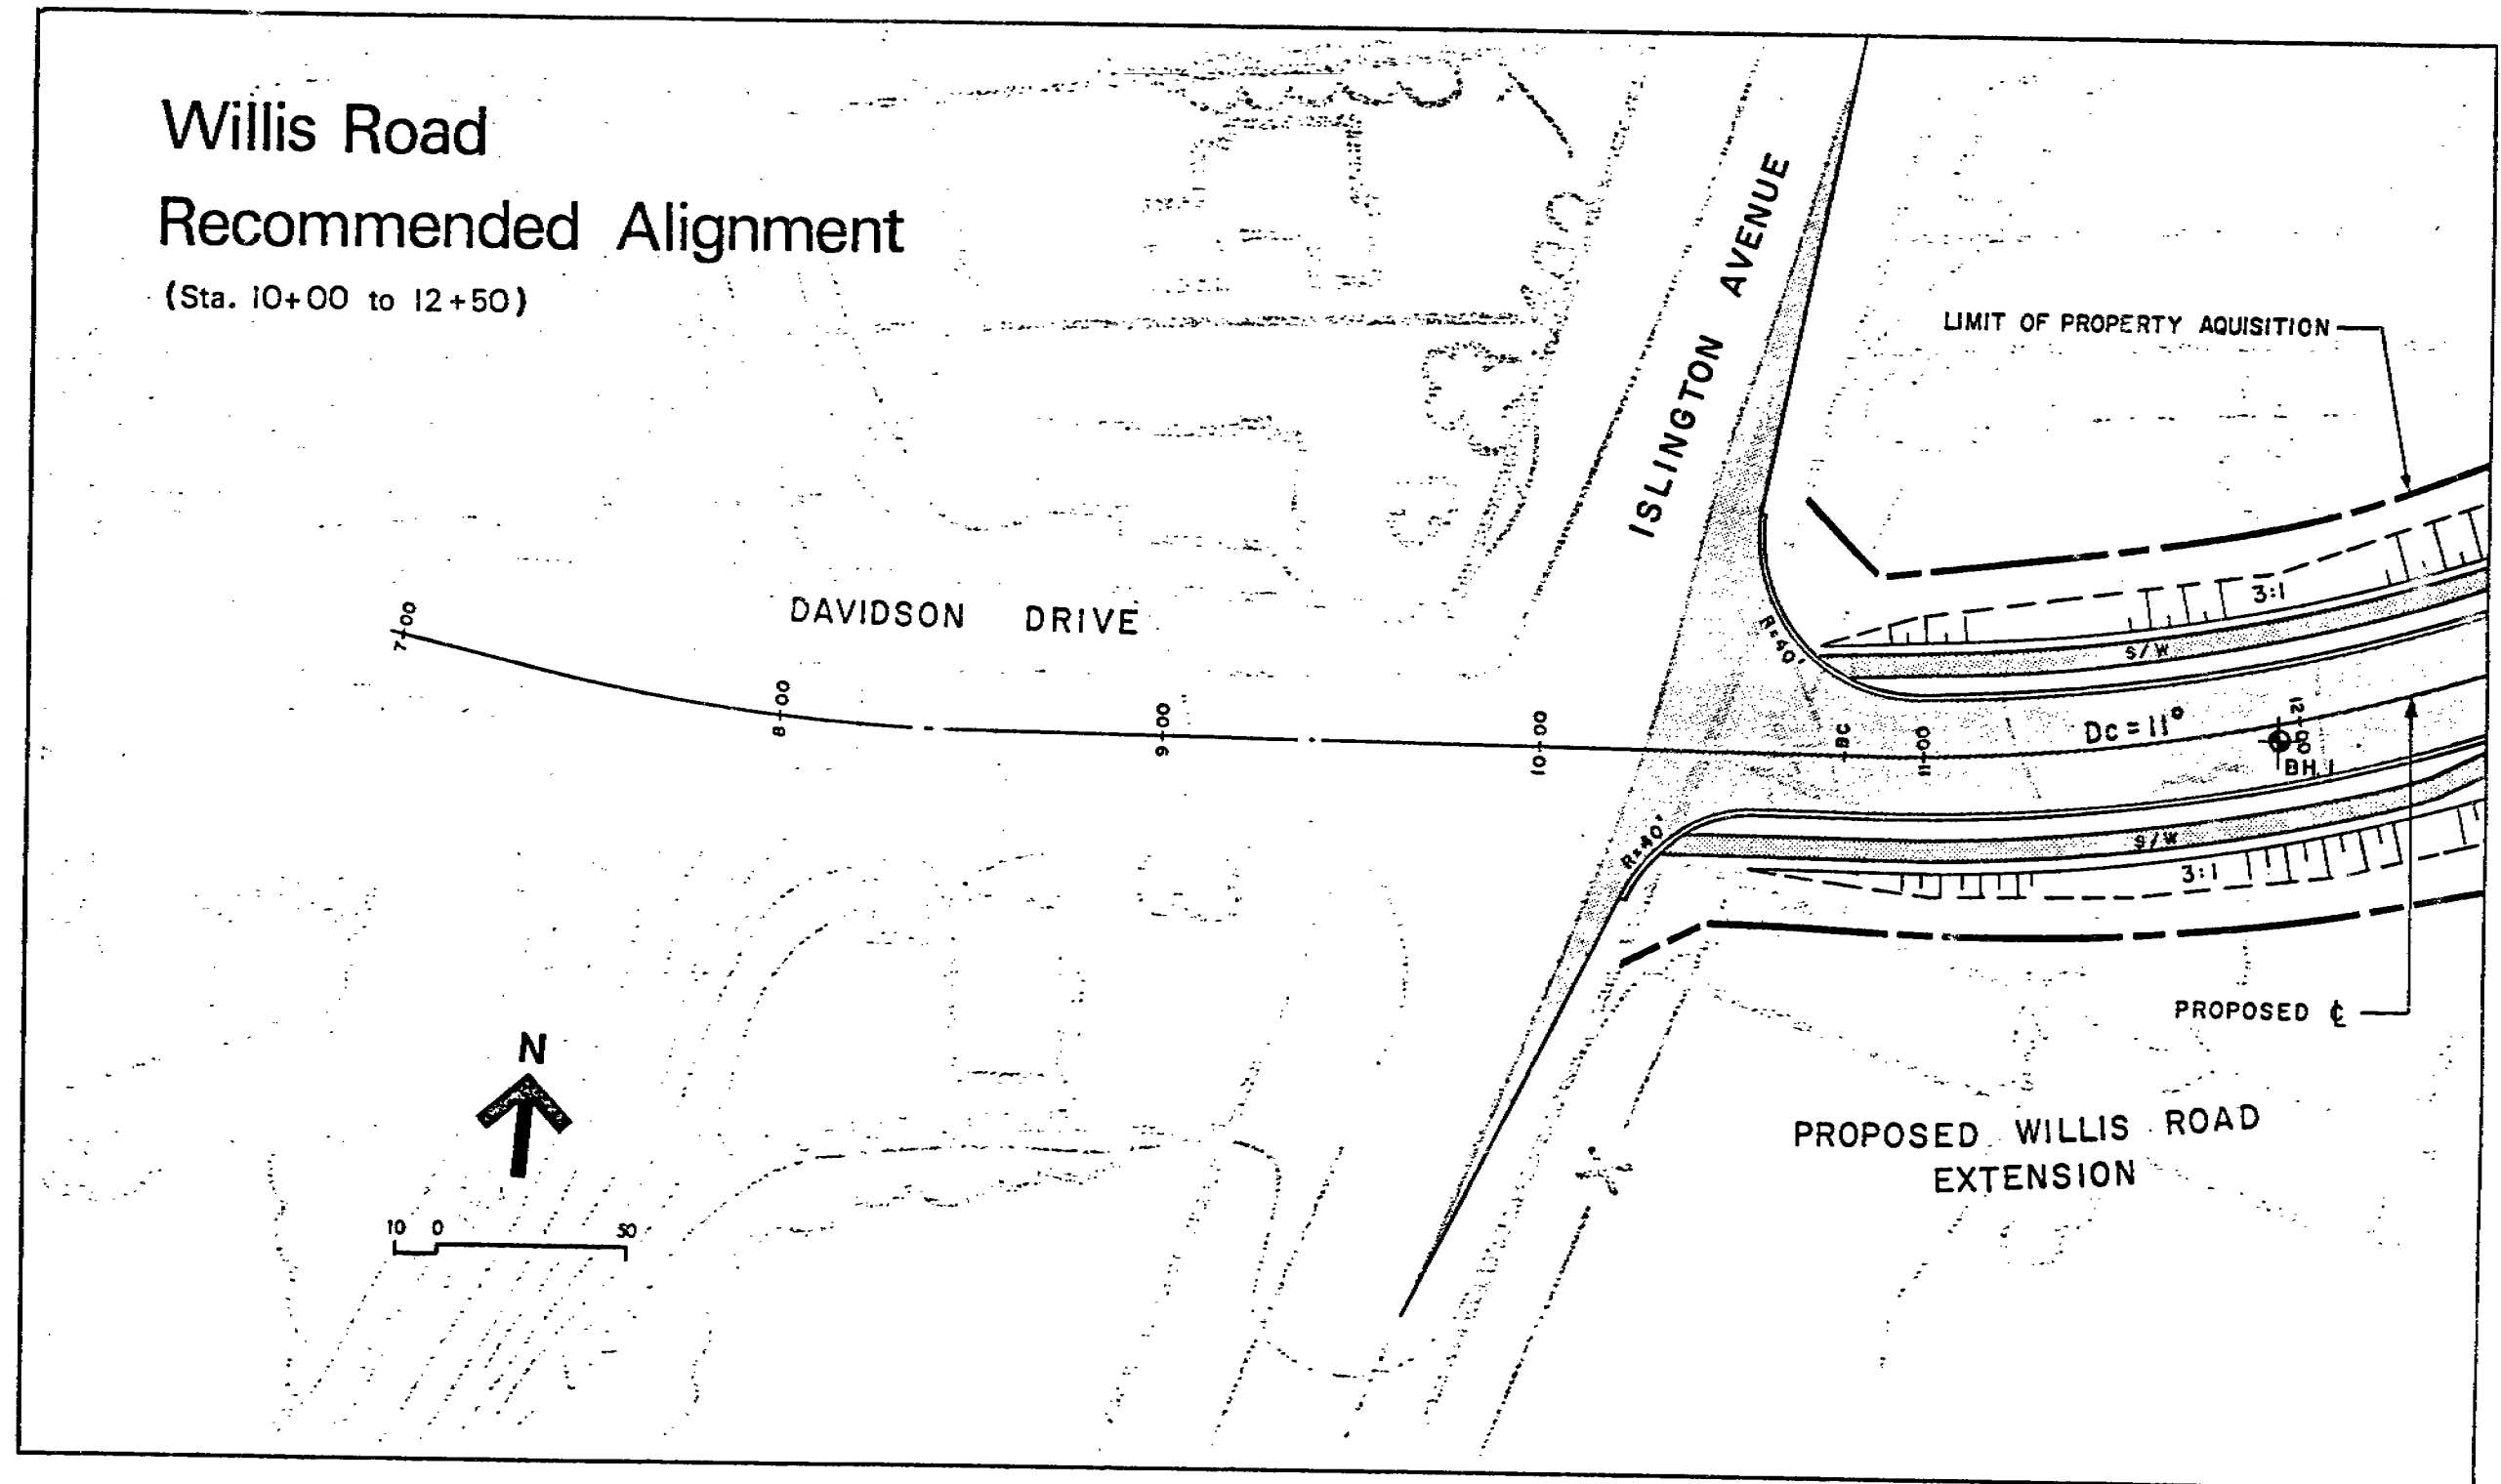 Willis Road
Recommended Alignment
(Sta. 10+00 to 12+50)
ISLINGTON AVENUE
LIMIT OF PROPERTY AQUISITION
DAVIDSON DRIVE
7-00
8-00
9-00
10-00
BC
11-00
12-00
R=40'
3:1
S/W
Dc = 11°
BH. 1
R=40'
S/W
3:1
PROPOSED ℄
PROPOSED WILLIS ROAD
EXTENSION
N
10 0 50